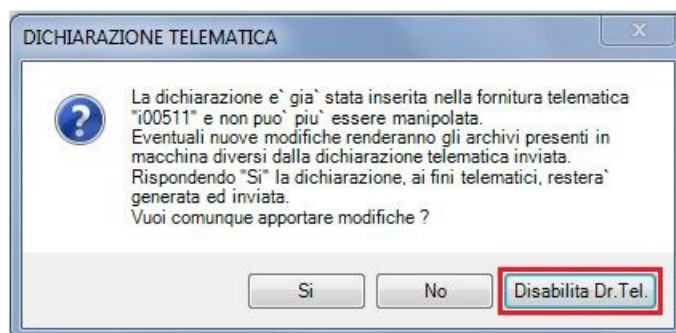 DICHIARAZIONE TELEMATICA
La dichiarazione e` gia` stata inserita nella fornitura telematica
"i00511" e non puo` piu` essere manipolata.
Eventuali nuove modifiche renderanno gli archivi presenti in
macchina diversi dalla dichiarazione telematica inviata.
Rispondendo "Si" la dichiarazione, ai fini telematici, restera`
generata ed inviata.
Vuoi comunque apportare modifiche ?
Si No Disabilita Dr.Tel.